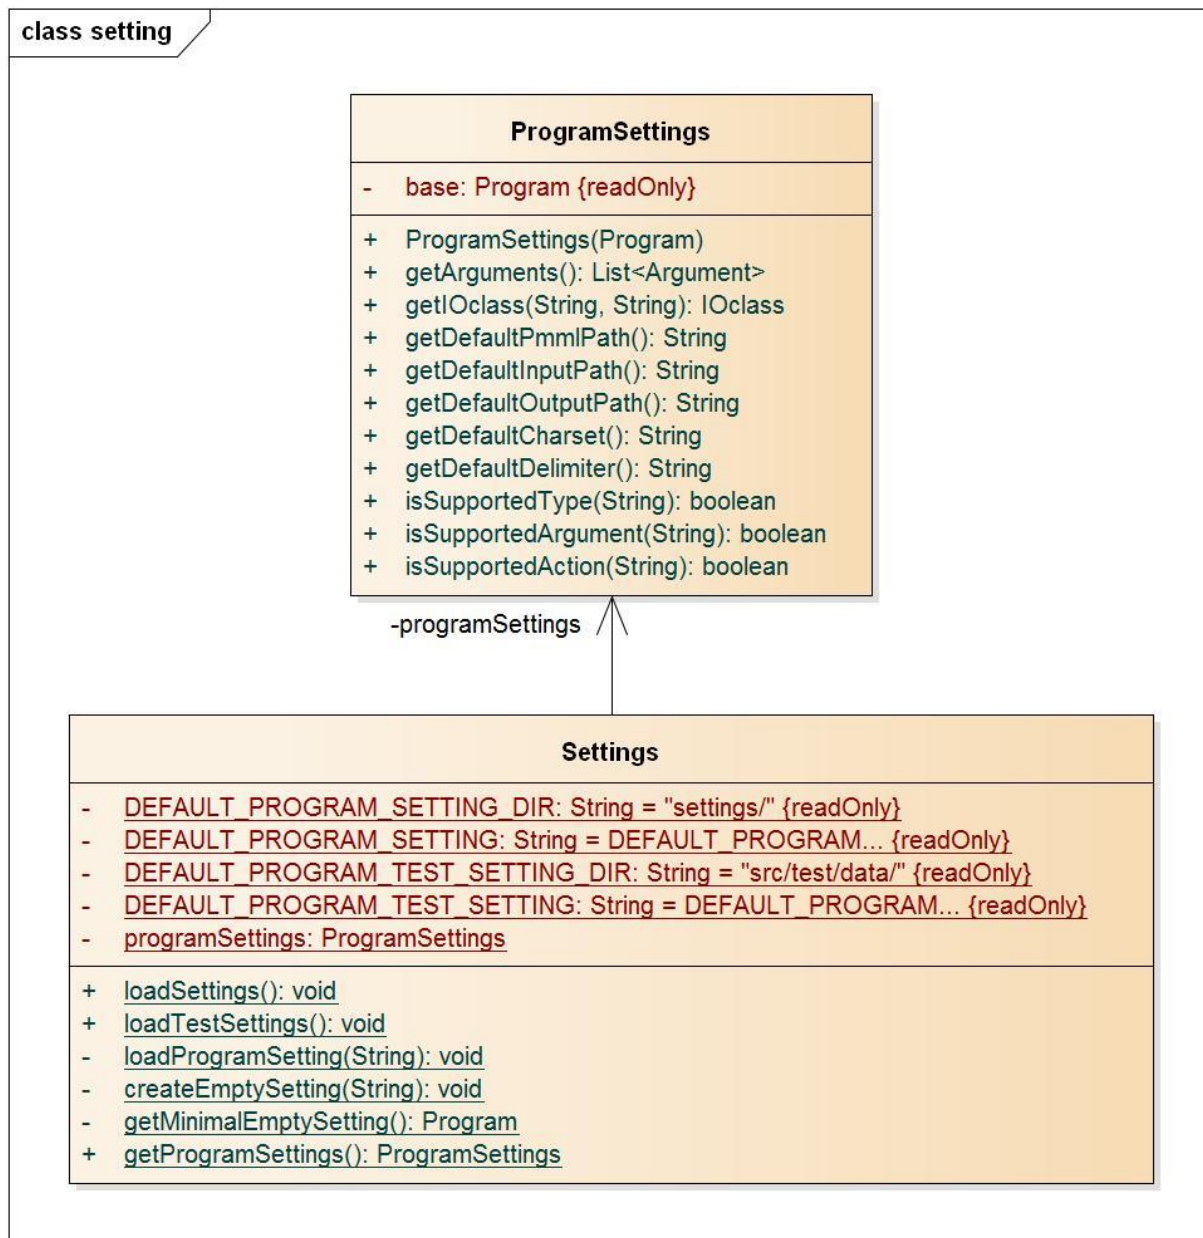 class setting
ProgramSettings
- base: Program {readOnly}
+ ProgramSettings(Program)
+ getArguments(): List<Argument>
+ getIOclass(String, String): IOclass
+ getDefaultPmmlPath(): String
+ getDefaultInputPath(): String
+ getDefaultOutputPath(): String
+ getDefaultCharset(): String
+ getDefaultDelimiter(): String
+ isSupportedType(String): boolean
+ isSupportedArgument(String): boolean
+ isSupportedAction(String): boolean
-programSettings
Settings
- DEFAULT_PROGRAM_SETTING_DIR: String = "settings/" {readOnly}
- DEFAULT_PROGRAM_SETTING: String = DEFAULT_PROGRAM... {readOnly}
- DEFAULT_PROGRAM_TEST_SETTING_DIR: String = "src/test/data/" {readOnly}
- DEFAULT_PROGRAM_TEST_SETTING: String = DEFAULT_PROGRAM... {readOnly}
- programSettings: ProgramSettings
+ loadSettings(): void
+ loadTestSettings(): void
- loadProgramSetting(String): void
- createEmptySetting(String): void
- getMinimalEmptySetting(): Program
+ getProgramSettings(): ProgramSettings